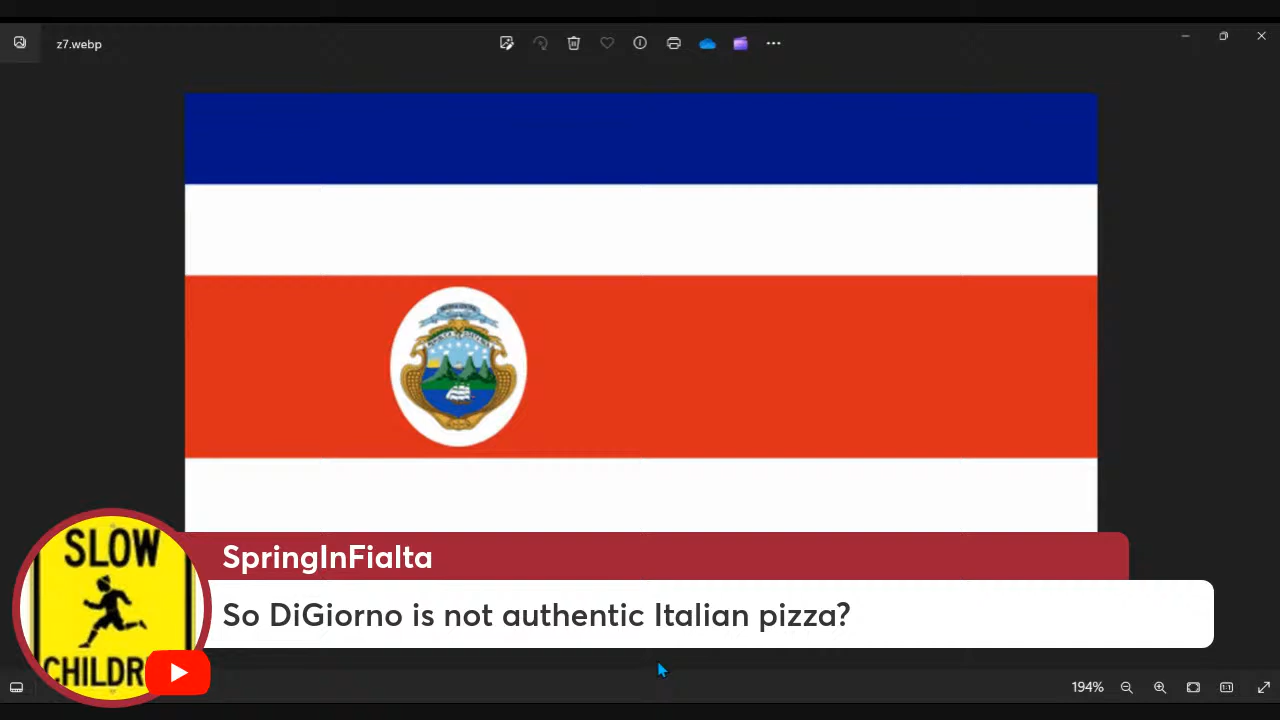 z7.webp
SLOW
CHILDR
SpringInFialta
So DiGiorno is not authentic Italian pizza?
194%